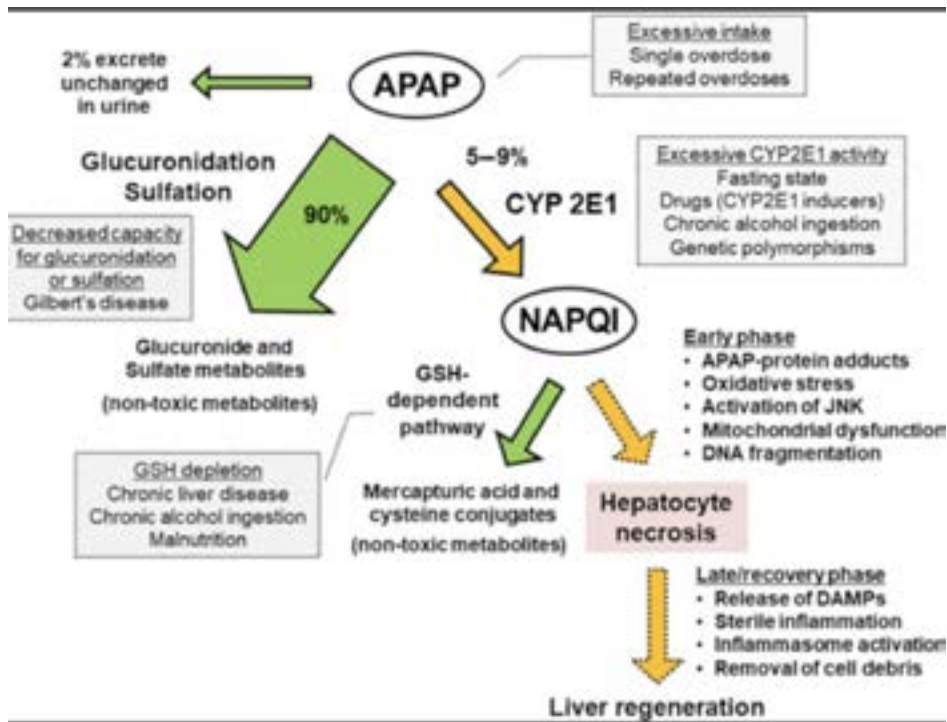 2% excrete
unchanged
in urine
APAP
Excessive intake
Single overdose
Repeated overdoses
Glucuronidation
Sulfation
90%
5–9%
CYP 2E1
Excessive CYP2E1 activity
Fasting state
Drugs (CYP2E1 inducers)
Chronic alcohol ingestion
Genetic polymorphisms
Decreased capacity
for glucuronidation
or sulfation
Gilbert's disease
NAPQI
Glucuronide and
Sulfate metabolites
(non-toxic metabolites)
GSH-
dependent
pathway
Early phase
• APAP-protein adducts
• Oxidative stress
• Activation of JNK
• Mitochondrial dysfunction
• DNA fragmentation
GSH depletion
Chronic liver disease
Chronic alcohol ingestion
Malnutrition
Mercapturic acid and
cysteine conjugates
(non-toxic metabolites)
Hepatocyte
necrosis
Late/recovery phase
• Release of DAMPs
• Sterile inflammation
• Inflammasome activation
• Removal of cell debris
Liver regeneration